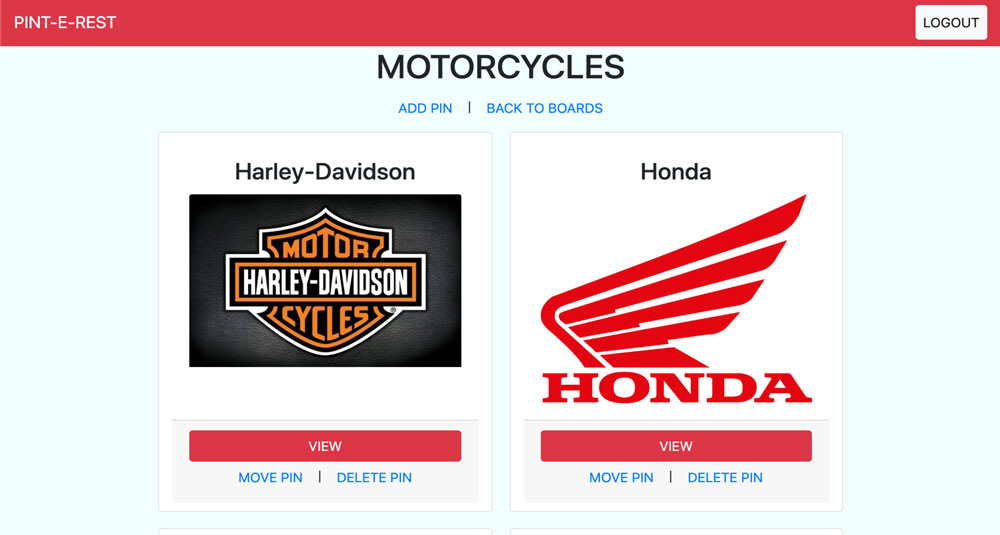 PINT-E-REST
LOGOUT
MOTORCYCLES
ADD PIN | BACK TO BOARDS
Harley-Davidson
MOTOR
HARLEY-DAVIDSON
CYCLES
®
VIEW
MOVE PIN | DELETE PIN
Honda
HONDA
VIEW
MOVE PIN | DELETE PIN